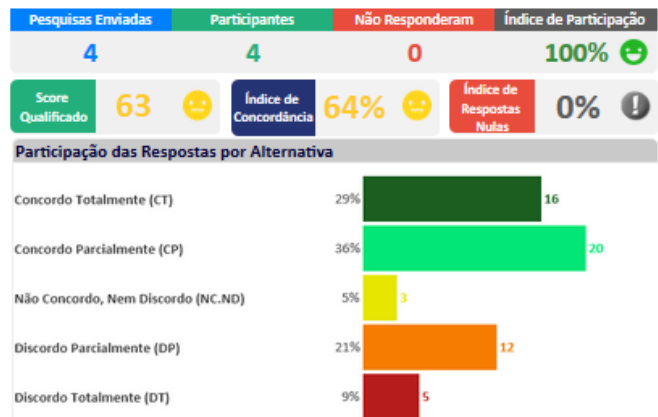 Pesquisas Enviadas Participantes Não Responderam Índice de Participação
4 4 0 100%
Score Qualificado 63 Índice de Concordância 64% Índice de Respostas Nulas 0%
Participação das Respostas por Alternativa
Concordo Totalmente (CT) 29% 16
Concordo Parcialmente (CP) 36% 20
Não Concordo, Nem Discordo (NC.ND) 5% 3
Discordo Parcialmente (DP) 21% 12
Discordo Totalmente (DT) 9% 5